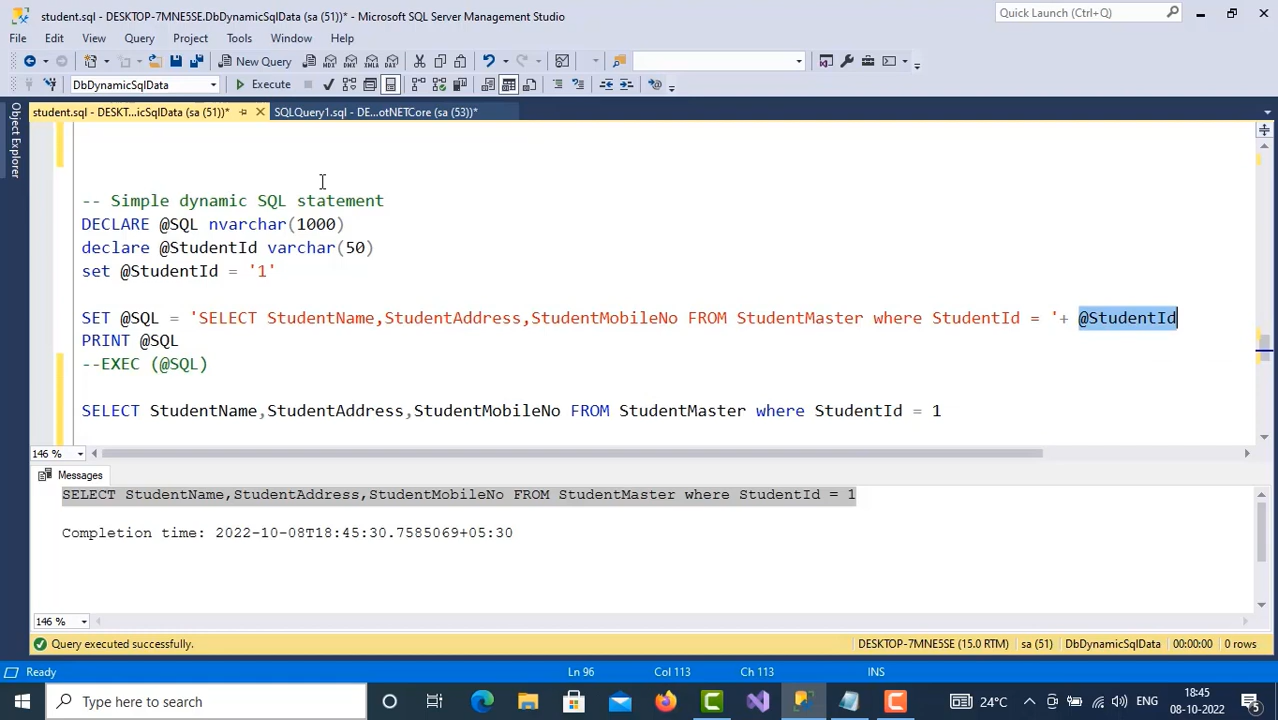 student.sql - DESKTOP-7MNE5SE.DbDynamicSqlData (sa (51))* - Microsoft SQL Server Management Studio
Quick Launch (Ctrl+Q)
File Edit View Query Project Tools Window Help
New Query
DbDynamicSqlData Execute
student.sql - DESKT...icSqlData (sa (51))* SQLQuery1.sql - DE...otNETCore (sa (53))*
Object Explorer
-- Simple dynamic SQL statement
DECLARE @SQL nvarchar(1000)
declare @StudentId varchar(50)
set @StudentId = '1'
SET @SQL = 'SELECT StudentName,StudentAddress,StudentMobileNo FROM StudentMaster where StudentId = '+ @StudentId
PRINT @SQL
--EXEC (@SQL)
SELECT StudentName,StudentAddress,StudentMobileNo FROM StudentMaster where StudentId = 1
146 %
Messages
SELECT StudentName,StudentAddress,StudentMobileNo FROM StudentMaster where StudentId = 1
Completion time: 2022-10-08T18:45:30.7585069+05:30
146 %
Query executed successfully. DESKTOP-7MNE5SE (15.0 RTM) sa (51) DbDynamicSqlData 00:00:00 0 rows
Ready Ln 96 Col 113 Ch 113 INS
Type here to search 24°C ENG 18:45
08-10-2022 5